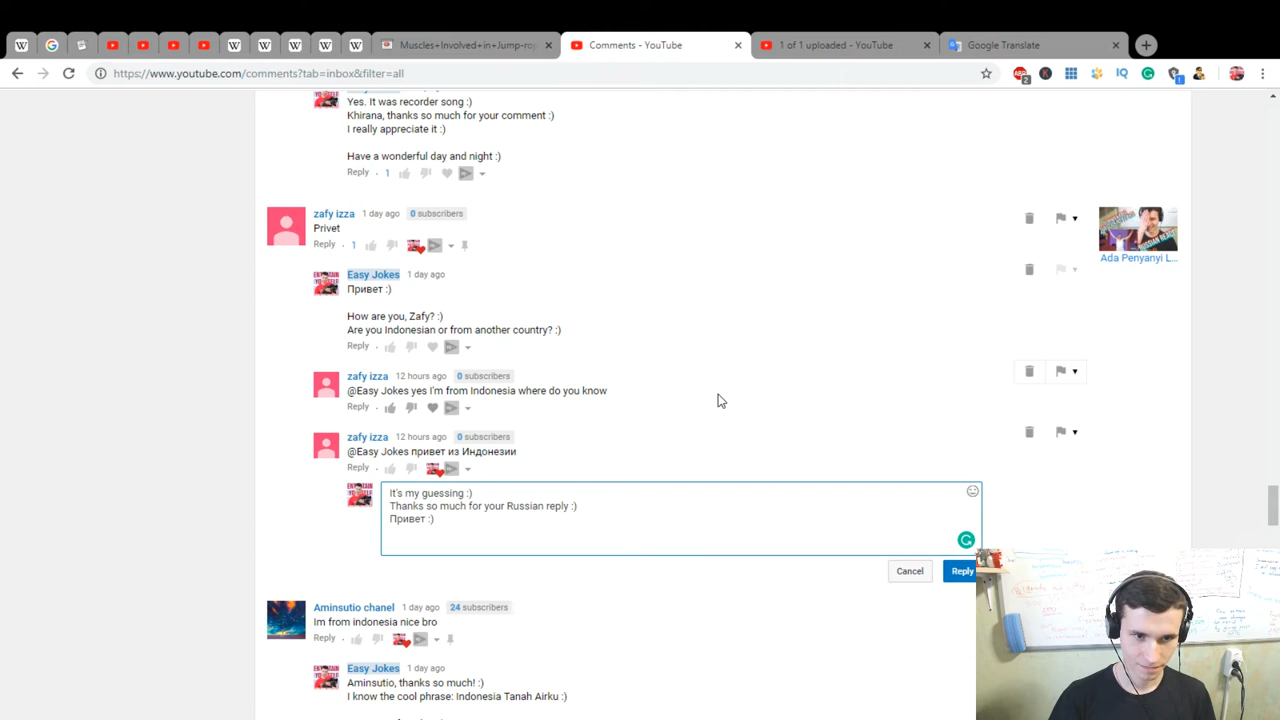 Muscles+Involved+in+Jump-rop
Comments - YouTube
1 of 1 uploaded - YouTube
Google Translate
https://www.youtube.com/comments?tab=inbox&filter=all
Yes. It was recorder song :)
Khirana, thanks so much for your comment :)
I really appreciate it :)
Have a wonderful day and night :)
Reply · 1
zafy izza 1 day ago 0 subscribers
Privet
Reply · 1
Ada Penyanyi L...
Easy Jokes 1 day ago
Привет :)
How are you, Zafy? :)
Are you Indonesian or from another country? :)
Reply ·
zafy izza 12 hours ago 0 subscribers
@Easy Jokes yes I'm from Indonesia where do you know
Reply ·
zafy izza 12 hours ago 0 subscribers
@Easy Jokes привет из Индонезии
Reply ·
It's my guessing :)
Thanks so much for your Russian reply :)
Привет :)
Cancel
Reply
Aminsutio chanel 1 day ago 24 subscribers
Im from indonesia nice bro
Reply ·
Easy Jokes 1 day ago
Aminsutio, thanks so much! :)
I know the cool phrase: Indonesia Tanah Airku :)